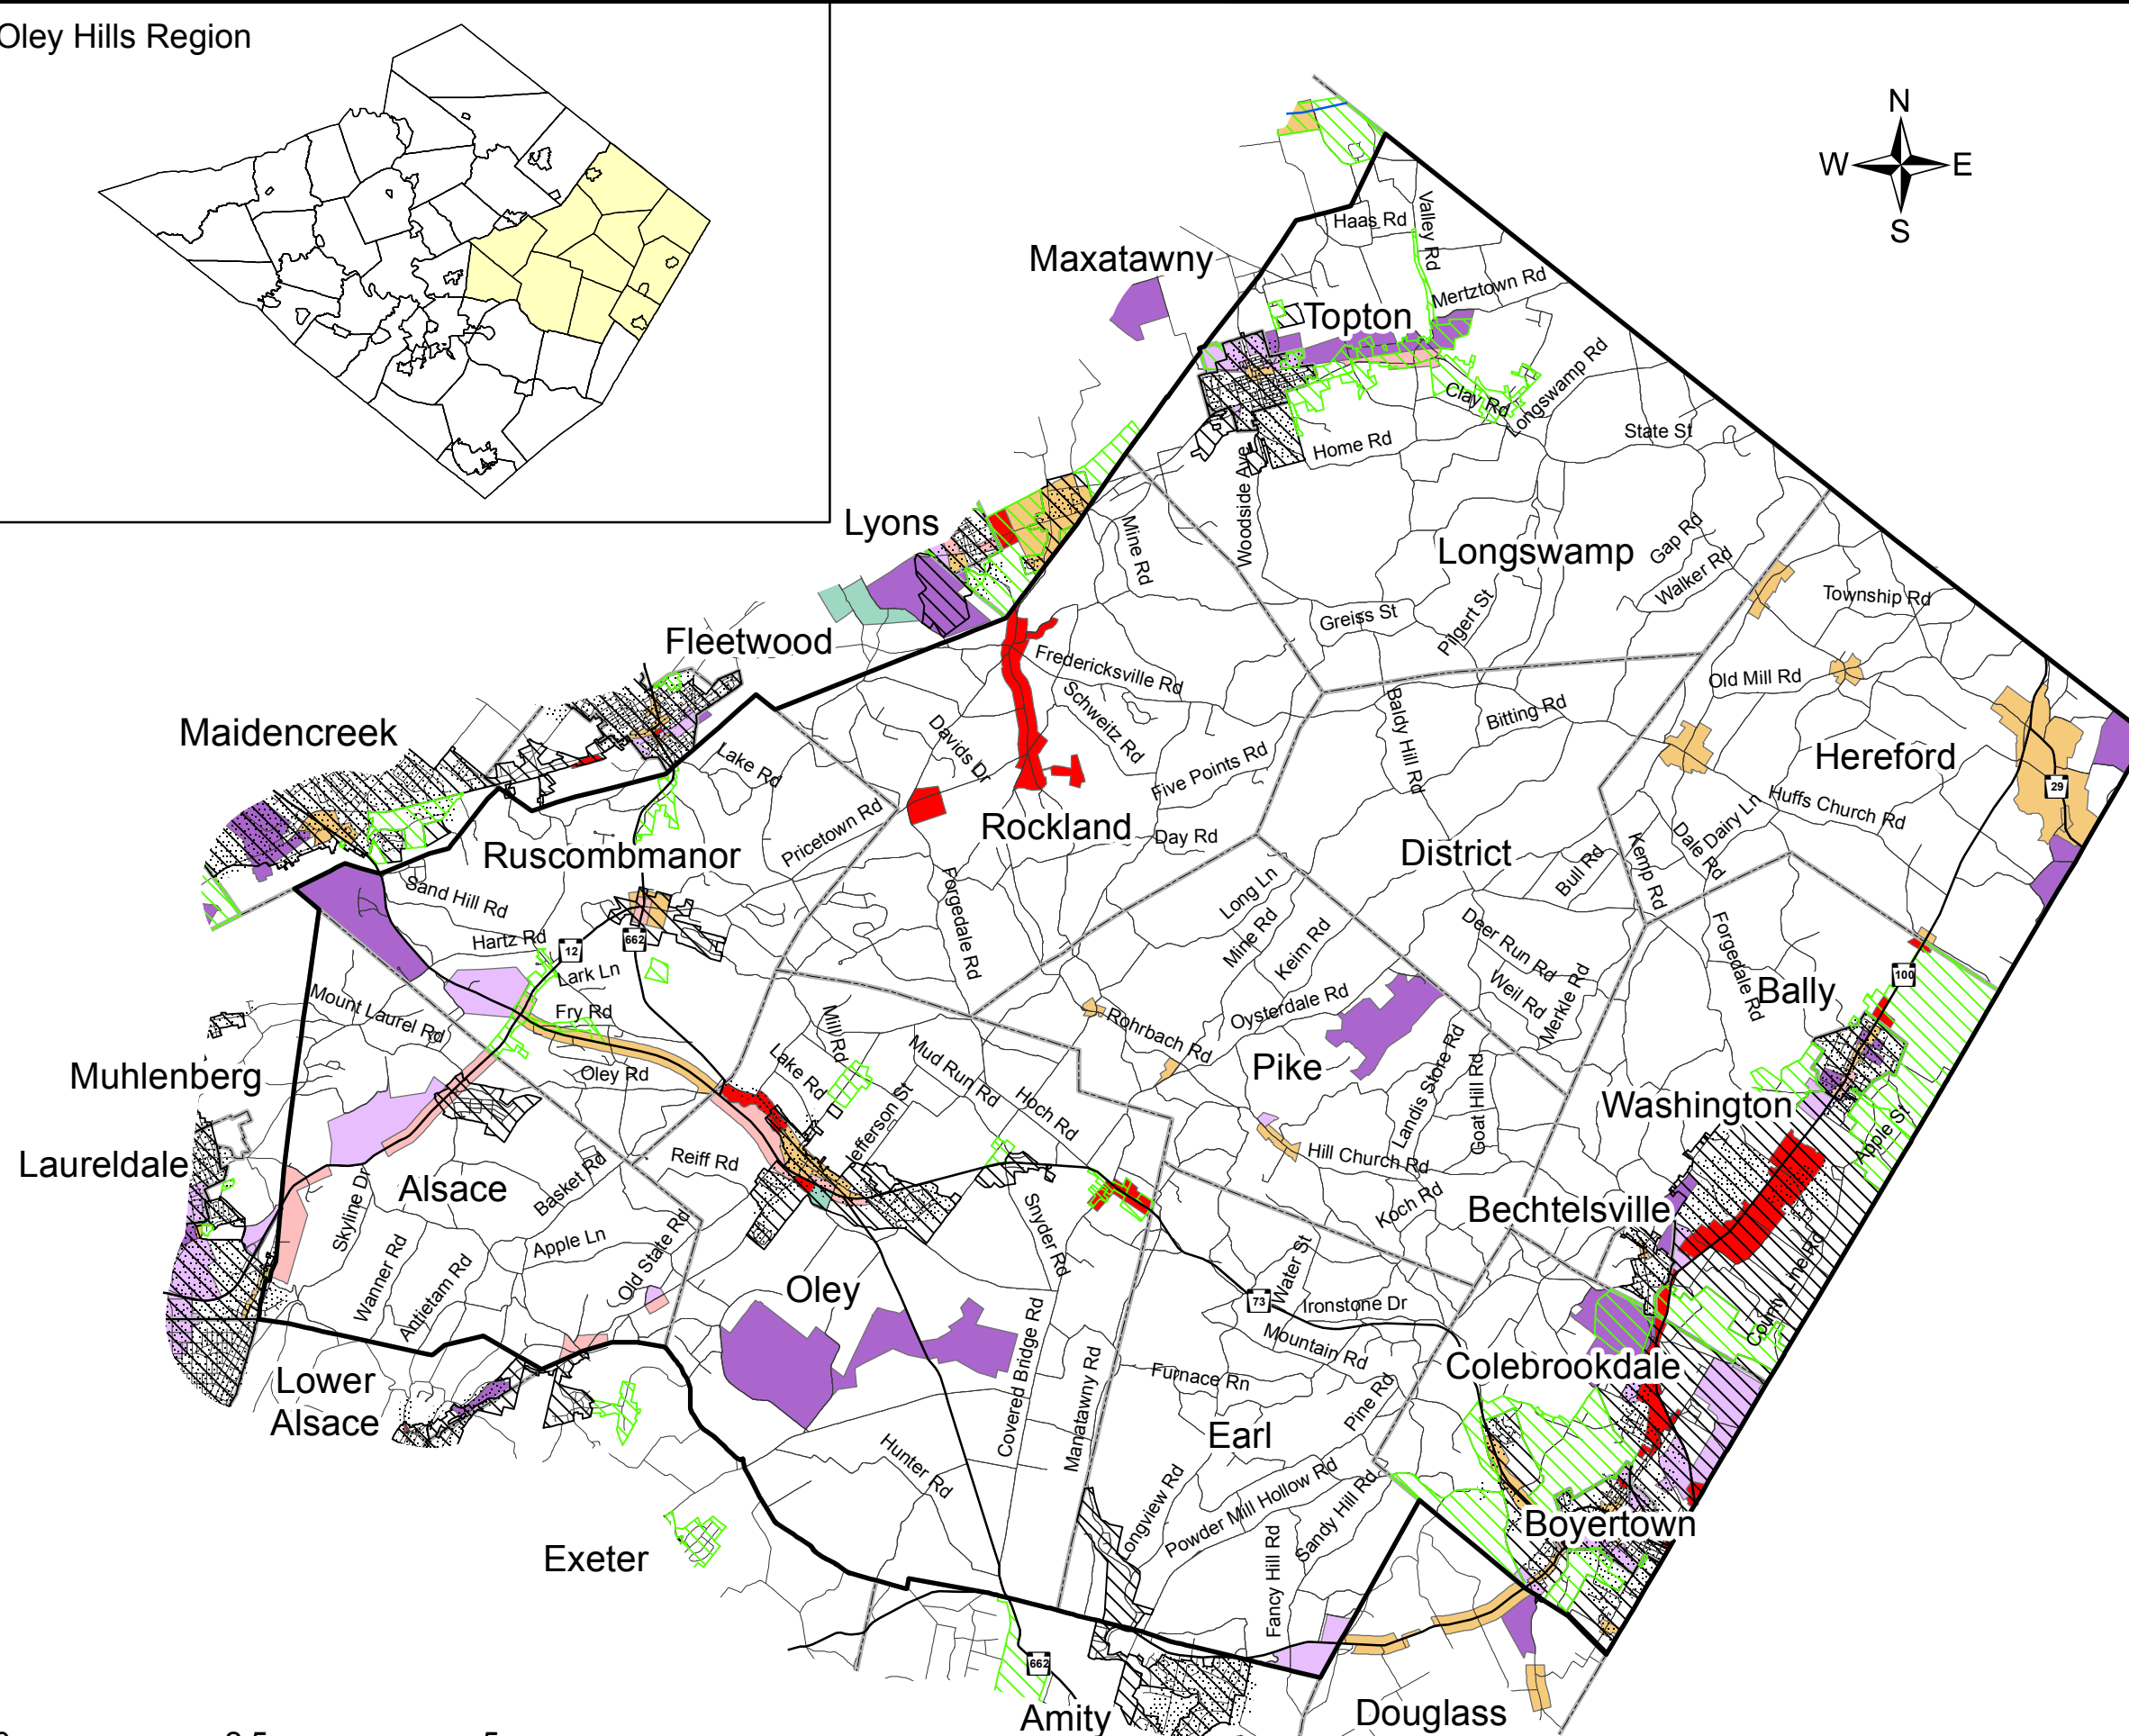 Oley Hills Region
N
W
E
S
Haas Rd
Valley Rd
Maxatawny
Mertztown Rd
Topton
Longswamp Rd
Clay Rd
State St
Home Rd
Woodside Ave
Lyons
Mine Rd
Longswamp
Gap Rd
Walker Rd
Township Rd
Greiss St
Pilgert St
Fleetwood
Fredericksville Rd
Old Mill Rd
Schweitz Rd
Baldy Hill Rd
Bitting Rd
Maidencreek
Davids Dr
Lake Rd
Five Points Rd
Hereford
29
Pricetown Rd
Rockland
Day Rd
Huffs Church Rd
Dairy Ln
Dale Rd
Kemp Rd
Ruscombmanor
District
Bull Rd
Sand Hill Rd
Forgedale Rd
Long Ln
Mine Rd
Keim Rd
Deer Run Rd
Forgedale Rd
Hartz Rd
12
662
Lark Ln
Weil Rd
Merkle Rd
Bally
100
Mount Laurel Rd
Fry Rd
Mill Rd
Oysterdale Rd
Rohrbach Rd
Pike
Landis Store Rd
Goat Hill Rd
Muhlenberg
Oley Rd
Lake Rd
Mud Run Rd
Jefferson St
Hoch Rd
Washington
Apple St
Laureldale
Reiff Rd
Hill Church Rd
Alsace
Basket Rd
Skyline Dr
Koch Rd
Bechtelsville
Snyder Rd
Apple Ln
Old State Rd
Wanner Rd
Antietam Rd
Water St
County Line Rd
Oley
73
Ironstone Dr
Mountain Rd
Covered Bridge Rd
Manatawny Rd
Furnace Rn
Colebrookdale
Lower
Alsace
Pine Rd
Earl
Hunter Rd
Longview Rd
Powder Mill Hollow Rd
Sandy Hill Rd
Fancy Hill Rd
Boyertown
Exeter
662
Amity
Douglass